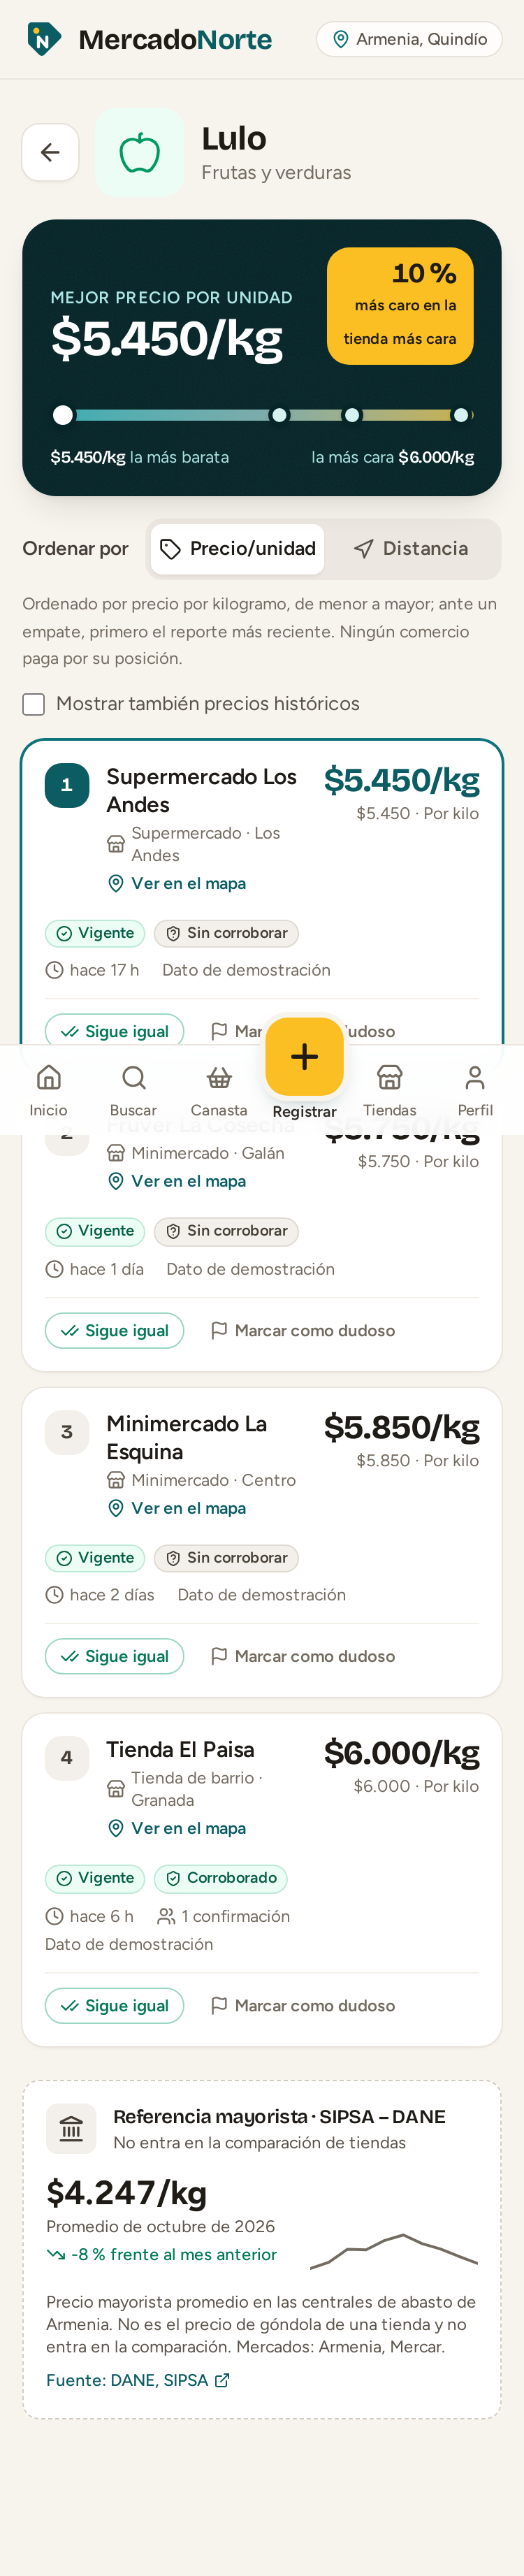 MercadoNorte
Armenia, Quindío
Lulo
Frutas y verduras
MEJOR PRECIO POR UNIDAD
$5.450/kg
10 %
más caro en la
tienda más cara
$5.450/kg la más barata
la más cara $6.000/kg
Ordenar por
Precio/unidad
Distancia
Ordenado por precio por kilogramo, de menor a mayor; ante un
empate, primero el reporte más reciente. Ningún comercio
paga por su posición.
Mostrar también precios históricos
1
Supermercado Los
Andes
$5.450/kg
$5.450 · Por kilo
Supermercado · Los
Andes
Ver en el mapa
Vigente
Sin corroborar
hace 17 h
Dato de demostración
Sigue igual
Mar
dudoso
Inicio
Buscar
Canasta
Registrar
Tiendas
Perfil
2
Fruver La Cosecha
$5.750/kg
Minimercado · Galán
$5.750 · Por kilo
Ver en el mapa
Vigente
Sin corroborar
hace 1 día
Dato de demostración
Sigue igual
Marcar como dudoso
3
Minimercado La
Esquina
$5.850/kg
$5.850 · Por kilo
Minimercado · Centro
Ver en el mapa
Vigente
Sin corroborar
hace 2 días
Dato de demostración
Sigue igual
Marcar como dudoso
4
Tienda El Paisa
$6.000/kg
Tienda de barrio ·
Granada
$6.000 · Por kilo
Ver en el mapa
Vigente
Corroborado
hace 6 h
1 confirmación
Dato de demostración
Sigue igual
Marcar como dudoso
Referencia mayorista · SIPSA – DANE
No entra en la comparación de tiendas
$4.247/kg
Promedio de octubre de 2026
-8 % frente al mes anterior
Precio mayorista promedio en las centrales de abasto de
Armenia. No es el precio de góndola de una tienda y no
entra en la comparación. Mercados: Armenia, Mercar.
Fuente: DANE, SIPSA